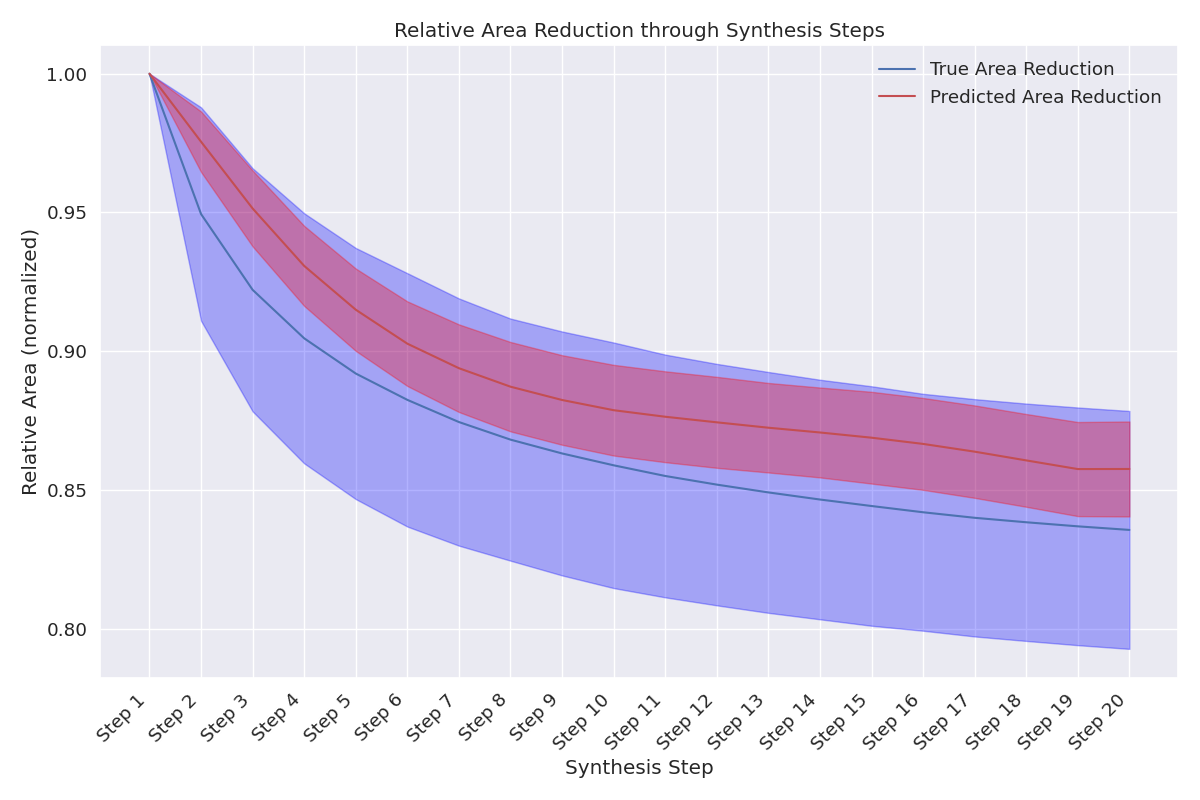 Relative Area Reduction through Synthesis Steps
True Area Reduction
Predicted Area Reduction
Relative Area (normalized)
1.00
0.95
0.90
0.85
0.80
Step 1
Step 2
Step 3
Step 4
Step 5
Step 6
Step 7
Step 8
Step 9
Step 10
Step 11
Step 12
Step 13
Step 14
Step 15
Step 16
Step 17
Step 18
Step 19
Step 20
Synthesis Step